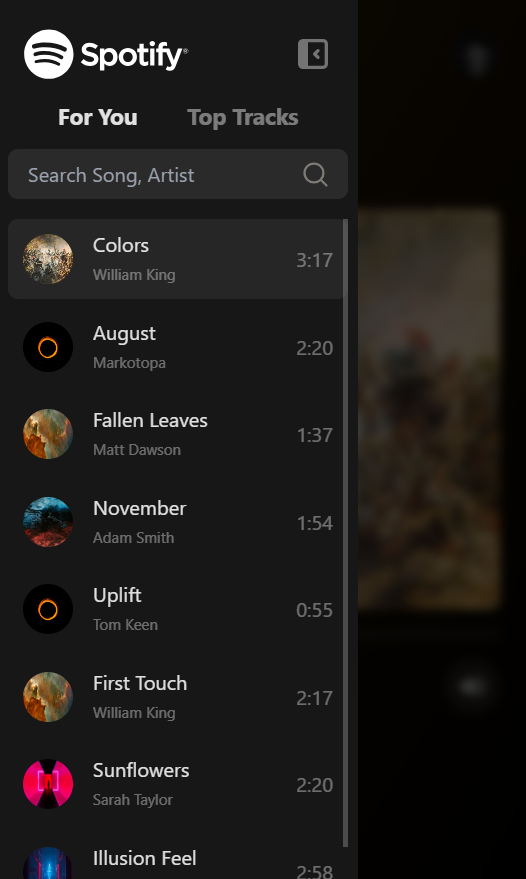 Spotify®
For You Top Tracks
Search Song, Artist
Colors
William King
3:17
August
Markotopa
2:20
Fallen Leaves
Matt Dawson
1:37
November
Adam Smith
1:54
Uplift
Tom Keen
0:55
First Touch
William King
2:17
Sunflowers
Sarah Taylor
2:20
Illusion Feel
2:58